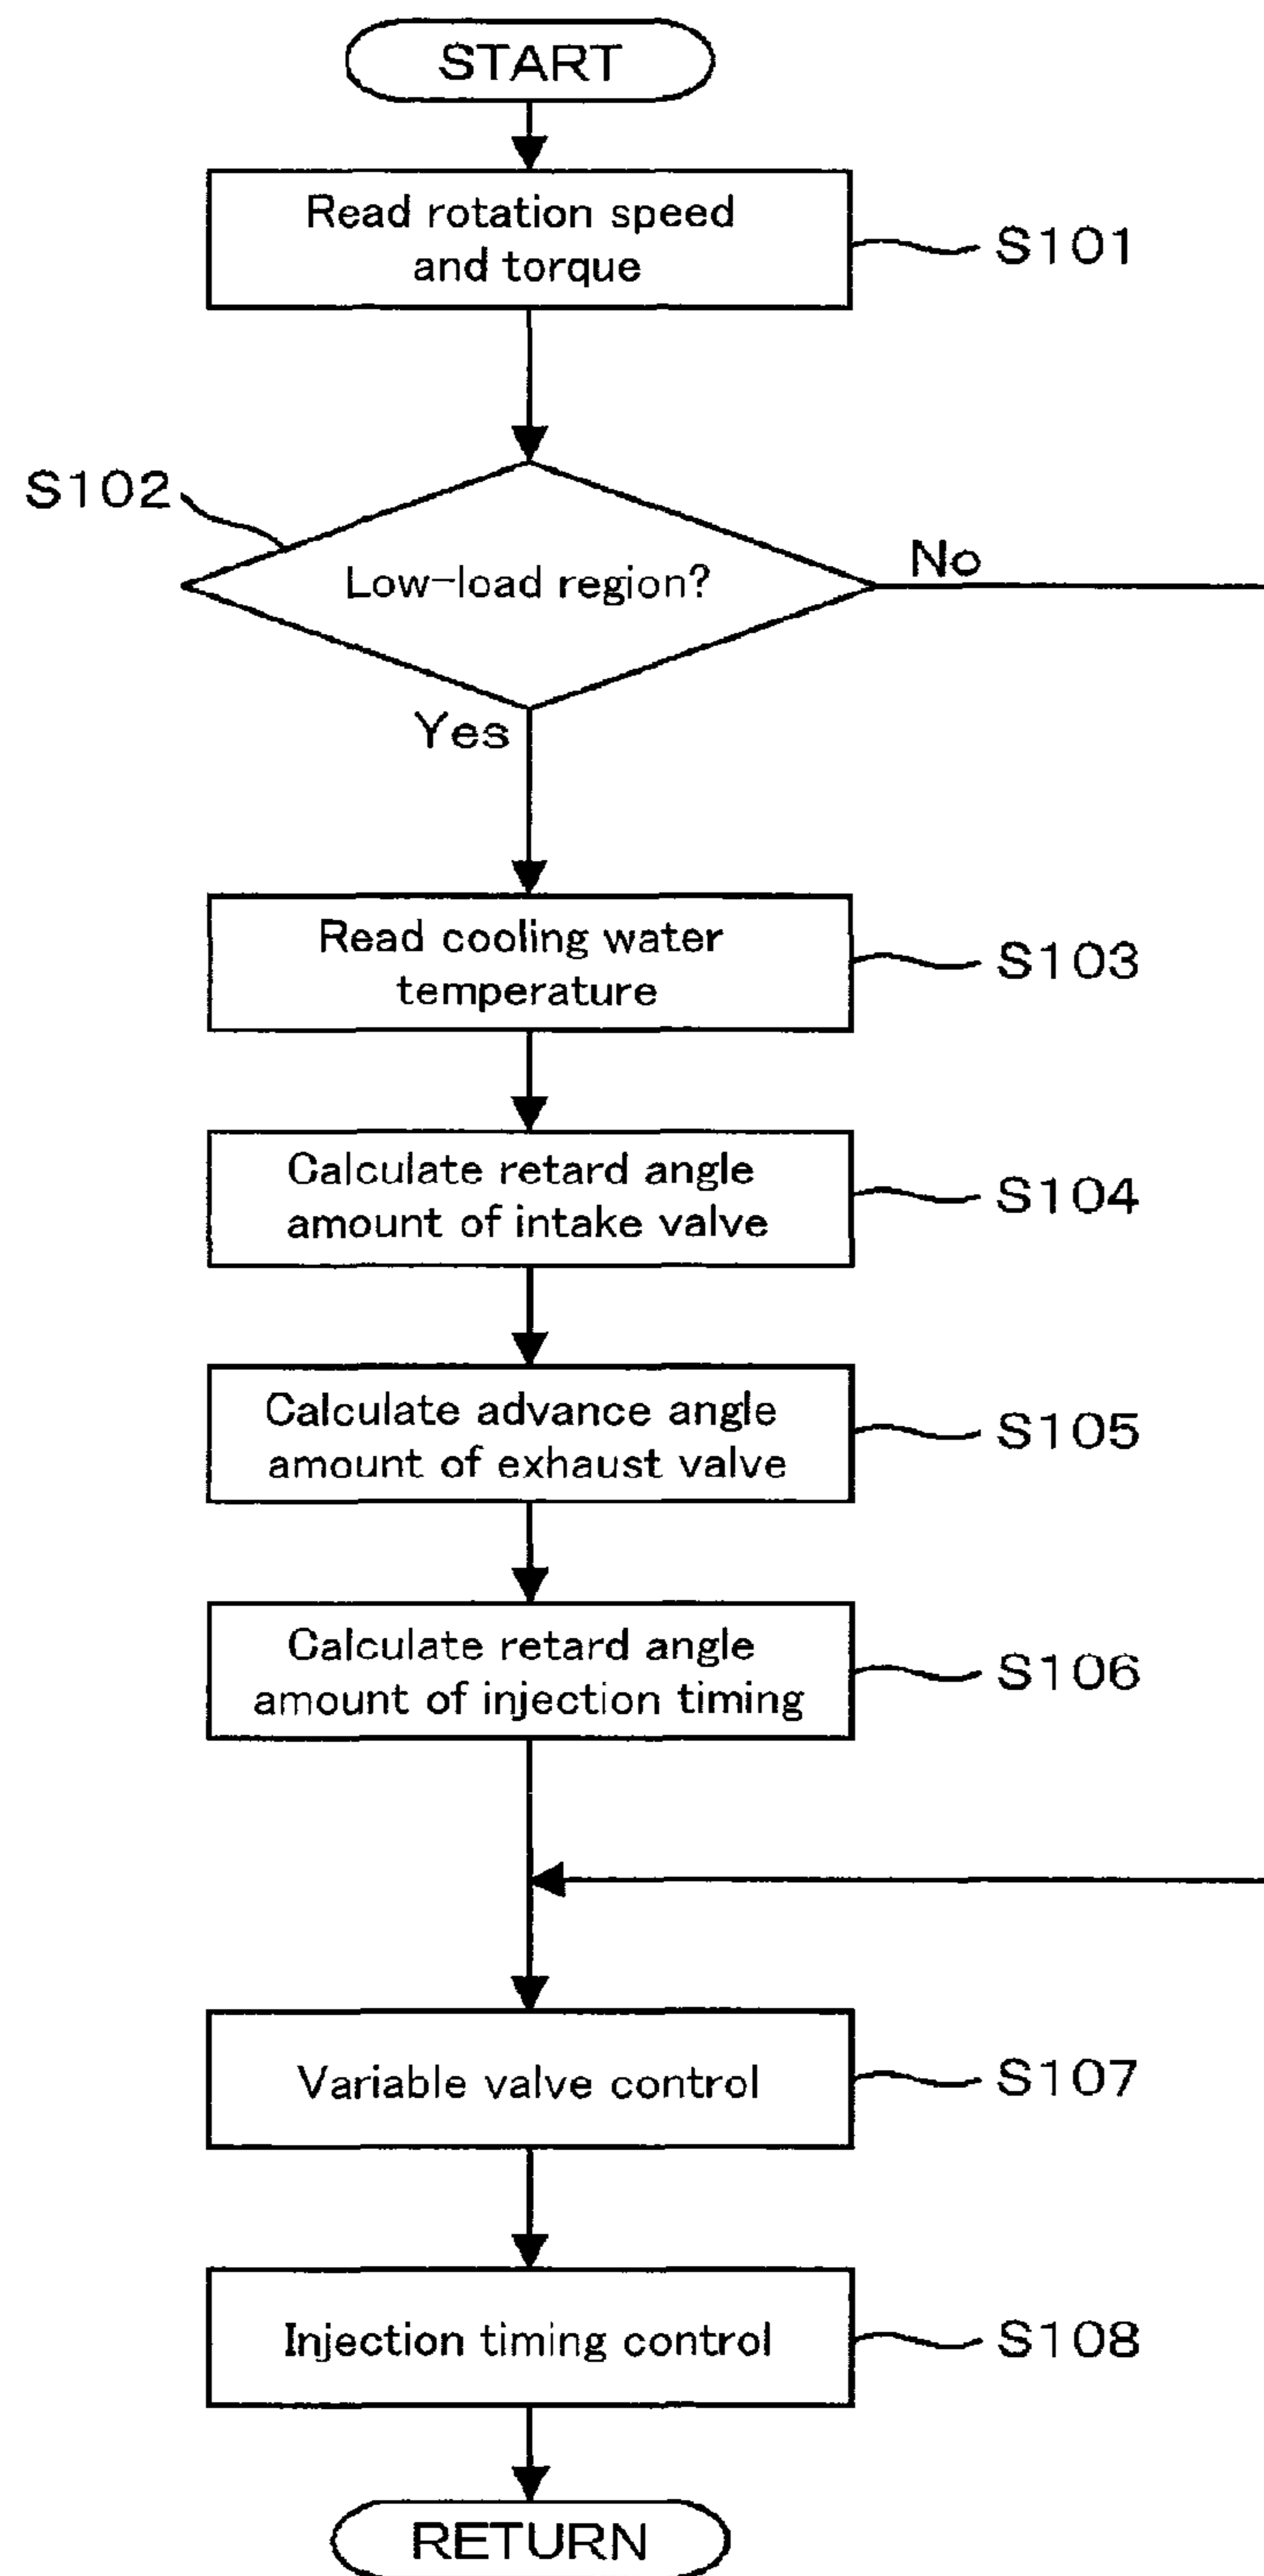 START
Read rotation speed
and torque
S101
S102
Low-load region?
No
Yes
Read cooling water
temperature
S103
Calculate retard angle
amount of intake valve
S104
Calculate advance angle
amount of exhaust valve
S105
Calculate retard angle
amount of injection timing
S106
Variable valve control
S107
Injection timing control
S108
RETURN